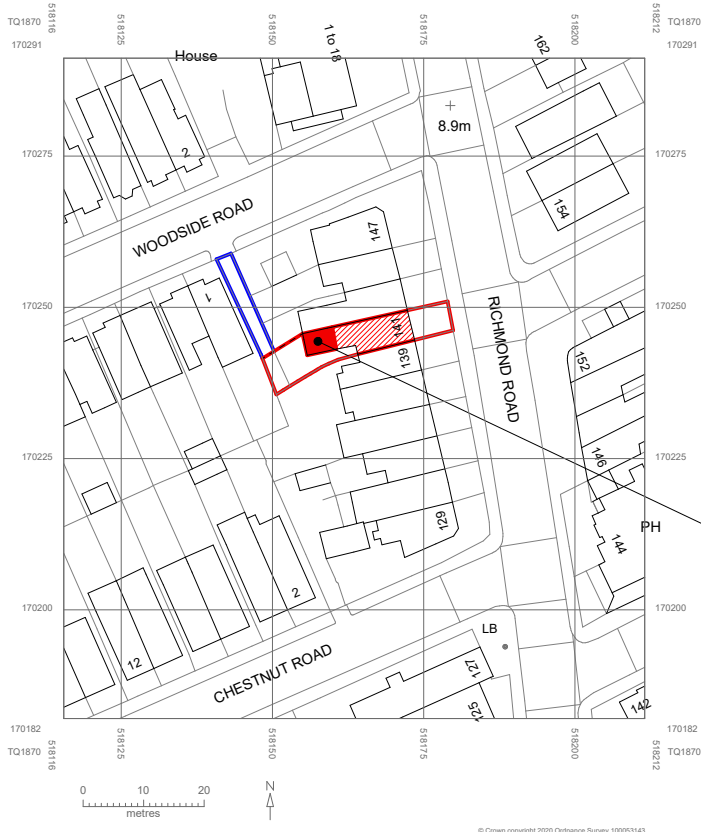 518116
518125
518150
518175
518200
518212
TQ1870
TQ1870
170291
170291
House
1 to 18
162
8.9m
170275
170275
2
154
WOODSIDE ROAD
147
1
170250
170250
141
139
RICHMOND ROAD
152
170225
170225
146
129
PH
144
2
170200
170200
LB
12
127
CHESTNUT ROAD
125
142
170182
170182
TQ1870
TQ1870
518116
518125
518150
518175
518200
518212
0 10 20
metres
N
© Crown copyright 2020 Ordnance Survey 100053143